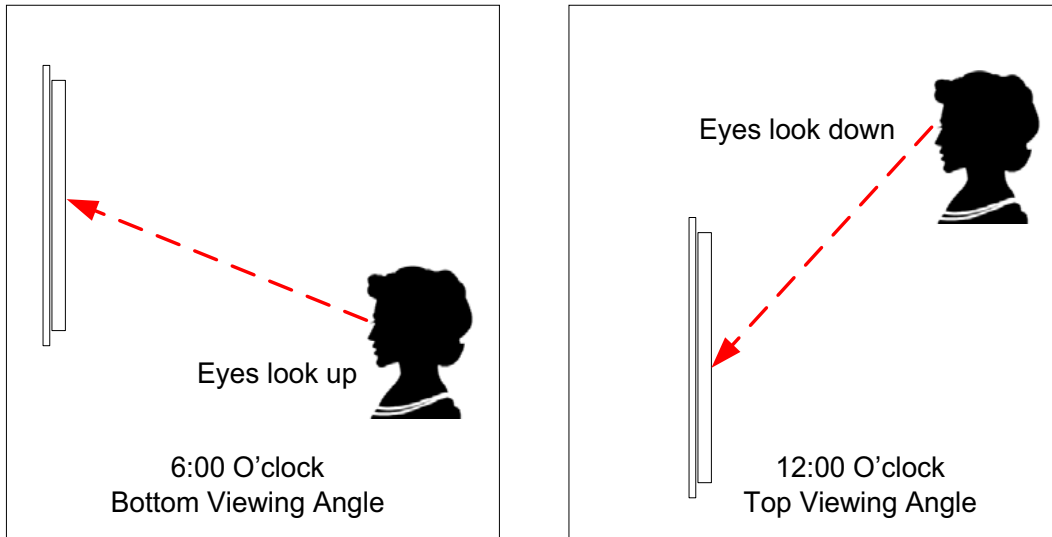 Eyes look up
6:00 O’clock
Bottom Viewing Angle
Eyes look down
12:00 O’clock
Top Viewing Angle